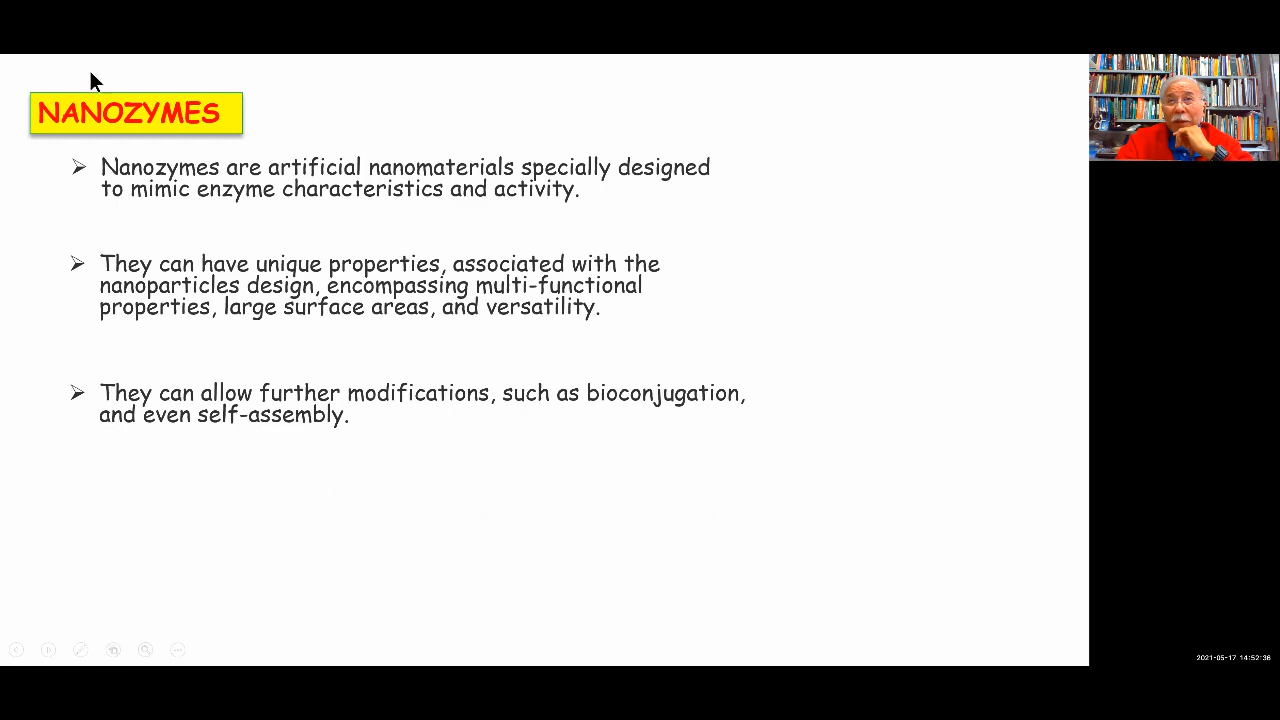 NANOZYMES
Nanozymes are artificial nanomaterials specially designed
to mimic enzyme characteristics and activity.
They can have unique properties, associated with the
nanoparticles design, encompassing multi-functional
properties, large surface areas, and versatility.
They can allow further modifications, such as bioconjugation,
and even self-assembly.
2021-05-17 14:52:36